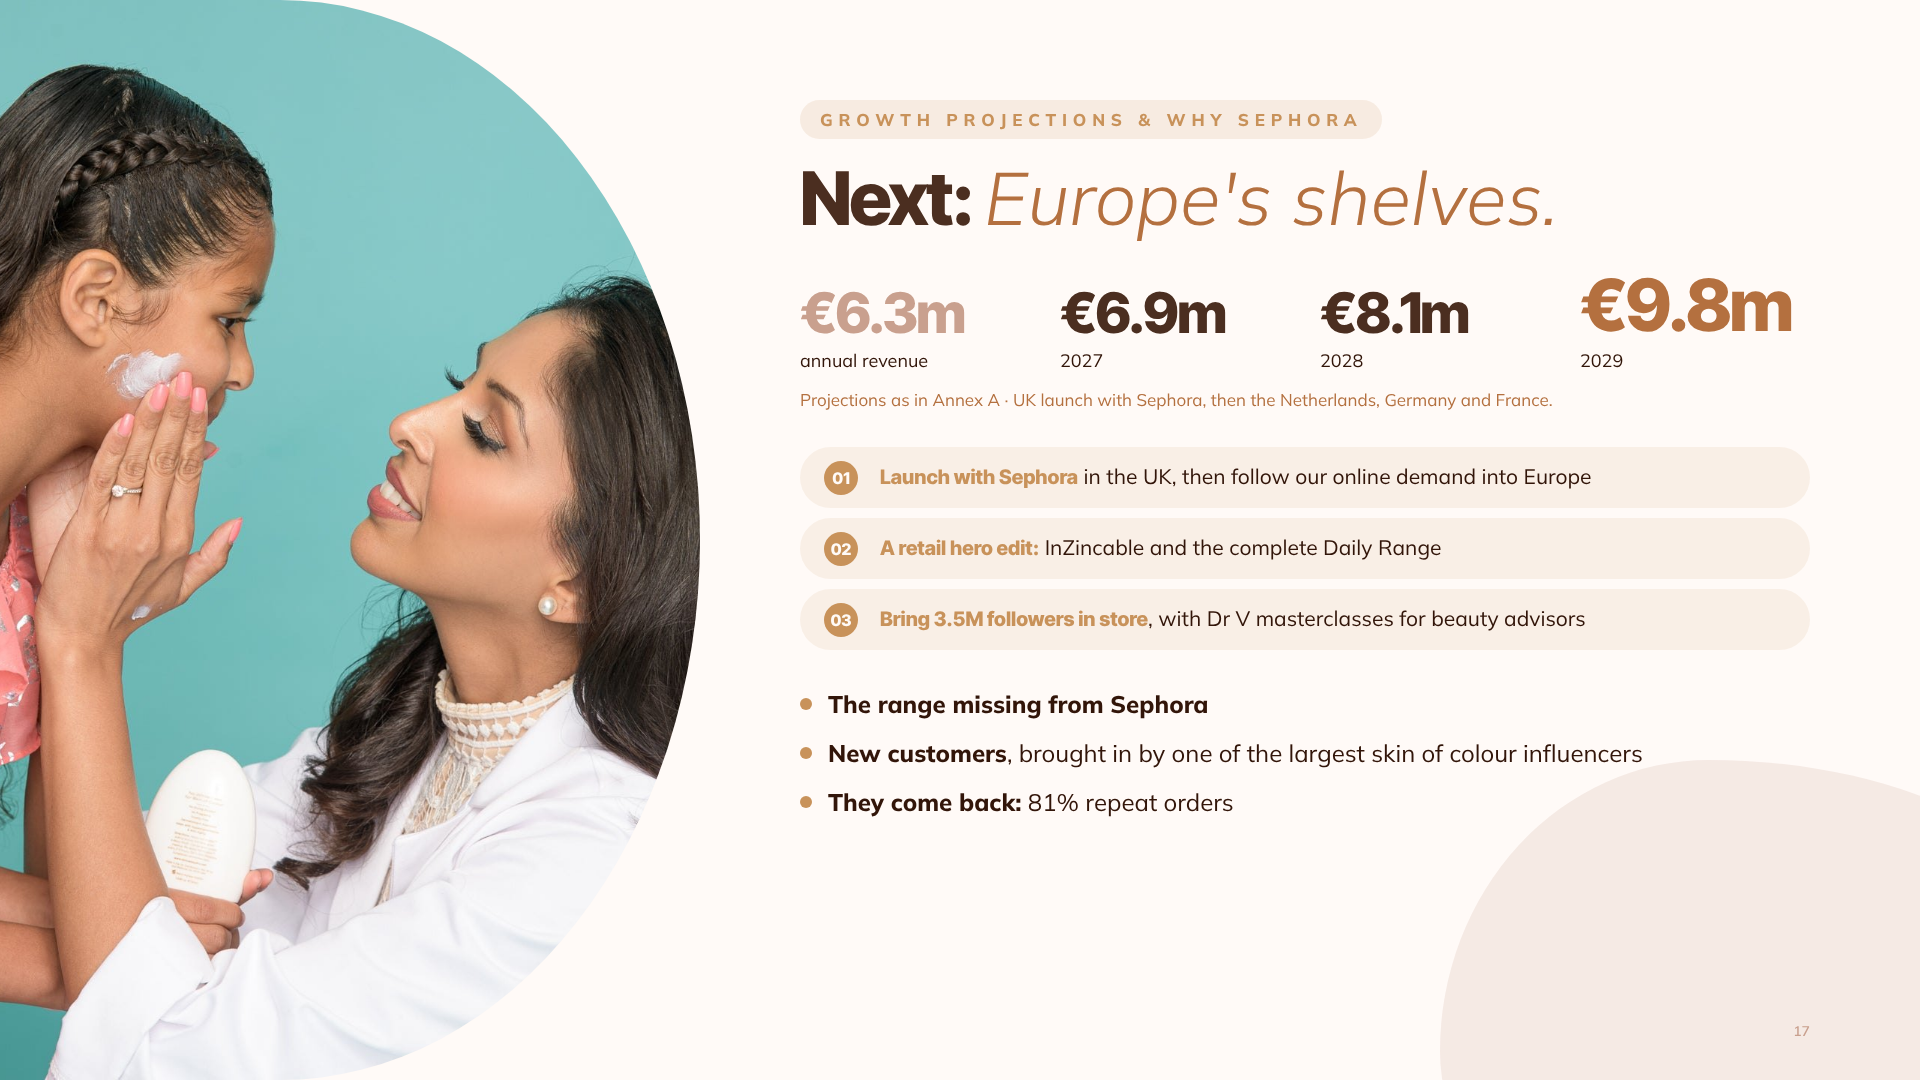 GROWTH PROJECTIONS & WHY SEPHORA
Next: Europe's shelves.
€6.3m
annual revenue
€6.9m
2027
€8.1m
2028
€9.8m
2029
Projections as in Annex A · UK launch with Sephora, then the Netherlands, Germany and France.
01 Launch with Sephora in the UK, then follow our online demand into Europe
02 A retail hero edit: InZincable and the complete Daily Range
03 Bring 3.5M followers in store, with Dr V masterclasses for beauty advisors
The range missing from Sephora
New customers, brought in by one of the largest skin of colour influencers
They come back: 81% repeat orders
17